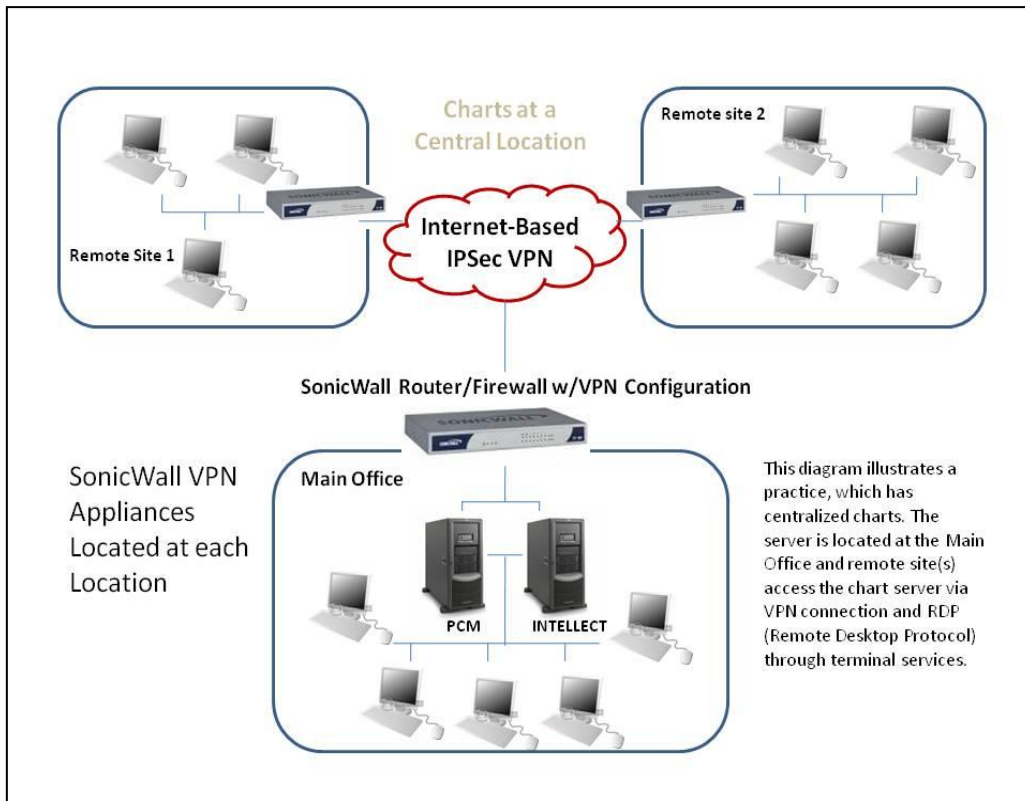 Charts at a
Central Location
Remote site 2
Internet-Based
IPSec VPN
Remote Site 1
SonicWall Router/Firewall w/VPN Configuration
SONICWALL
SonicWall VPN
Appliances
Located at each
Location
Main Office
PCM
INTELLECT
This diagram illustrates a
practice, which has
centralized charts. The
server is located at the Main
Office and remote site(s)
access the chart server via
VPN connection and RDP
(Remote Desktop Protocol)
through terminal services.